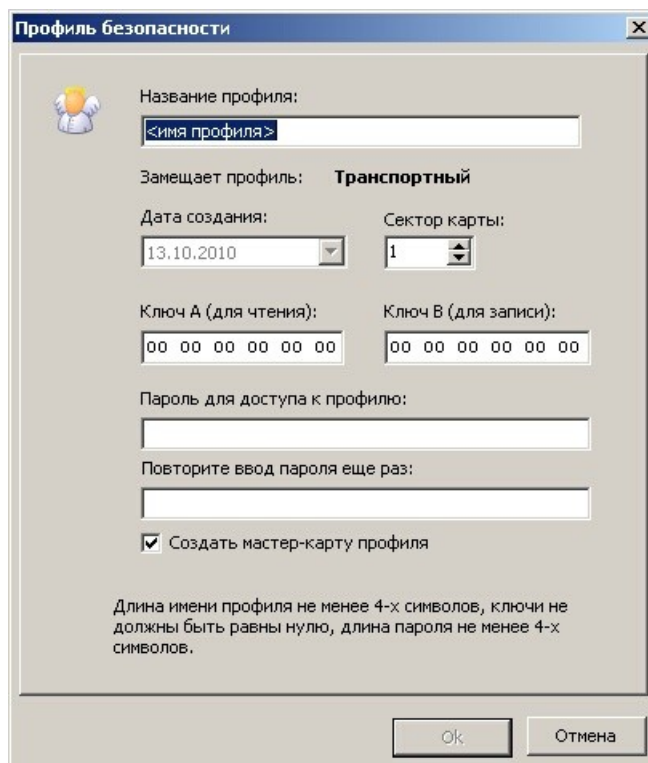 Профиль безопасности
Название профиля:
<имя профиля>
Замещает профиль: Транспортный
Дата создания: Сектор карты:
13.10.2010 1
Ключ A (для чтения): Ключ B (для записи):
00 00 00 00 00 00 00 00 00 00 00 00
Пароль для доступа к профилю:
Повторите ввод пароля еще раз:
Создать мастер-карту профиля
Длина имени профиля не менее 4-х символов, ключи не
должны быть равны нулю, длина пароля не менее 4-х
символов.
Ok Отмена